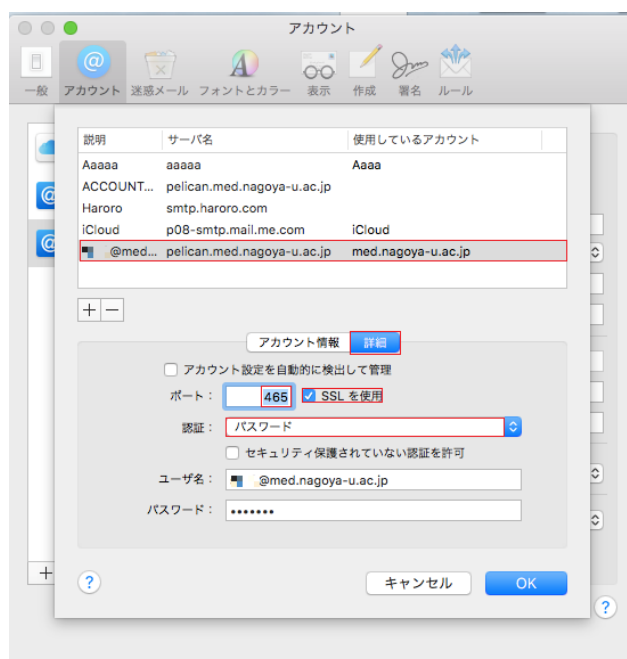 アカウント
一般 アカウント 迷惑メール フォントとカラー 表示 作成 署名 ルール
説明 サーバ名 使用しているアカウント
Aaaaa aaaaa Aaaa
ACCOUNT... pelican.med.nagoya-u.ac.jp
Haroro smtp.haroro.com
iCloud p08-smtp.mail.me.com iCloud
@med... pelican.med.nagoya-u.ac.jp med.nagoya-u.ac.jp
アカウント情報 詳細
アカウント設定を自動的に検出して管理
ポート： 465 SSL を使用
認証： パスワード
セキュリティ保護されていない認証を許可
ユーザ名： @med.nagoya-u.ac.jp
パスワード： •••••••
? キャンセル OK
?